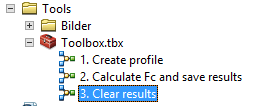 Tools
Bilder
Toolbox.tbx
1. Create profile
2. Calculate Fc and save results
3. Clear results